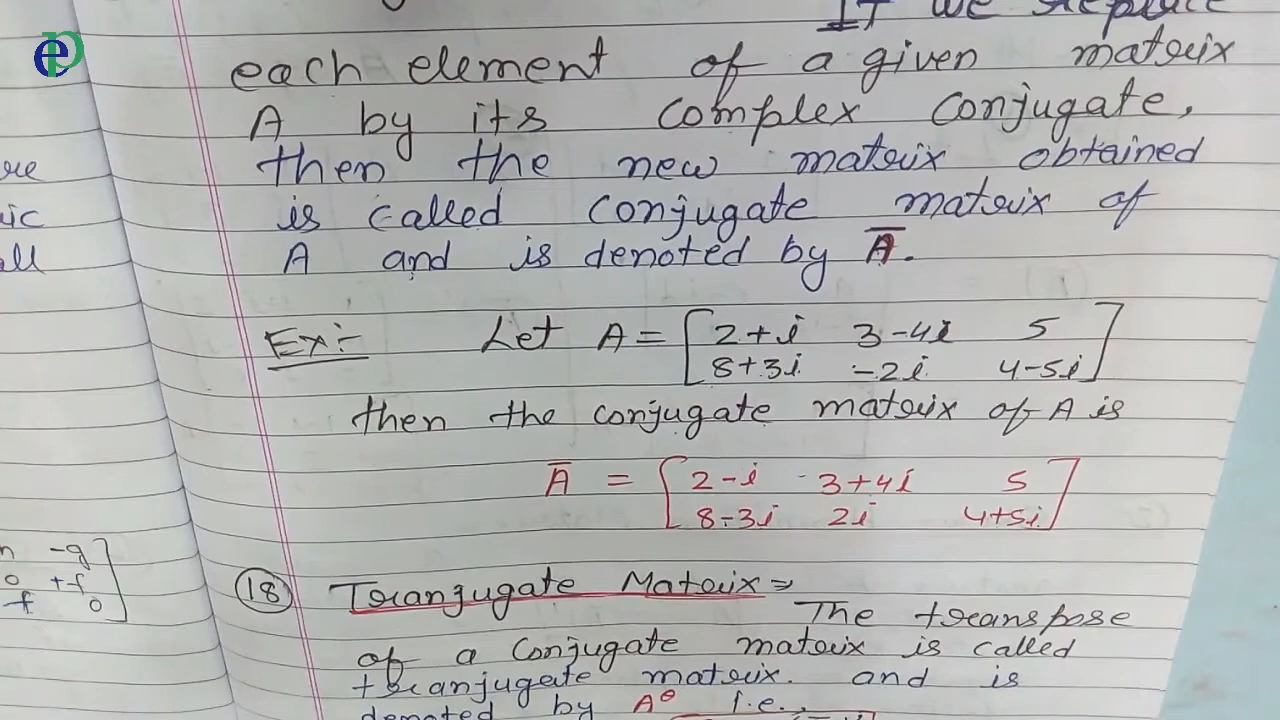 If we replace
each element of a given matrix
A by its complex conjugate,
then the new matrix obtained
is called conjugate matrix of
A and is denoted by A̅.
Ex:- Let A = [2+i 3-4i 5
8+3i -2i 4-5i]
then the conjugate matrix of A is
A̅ = [2-i 3+4i 5
8-3i 2i 4+5i]
18 Tranjugate Matrix ⇒
The transpose
of a conjugate matrix is called
tranjugate matrix. and is
denoted by A^θ I.e.,
-g]
0 +f
-f 0